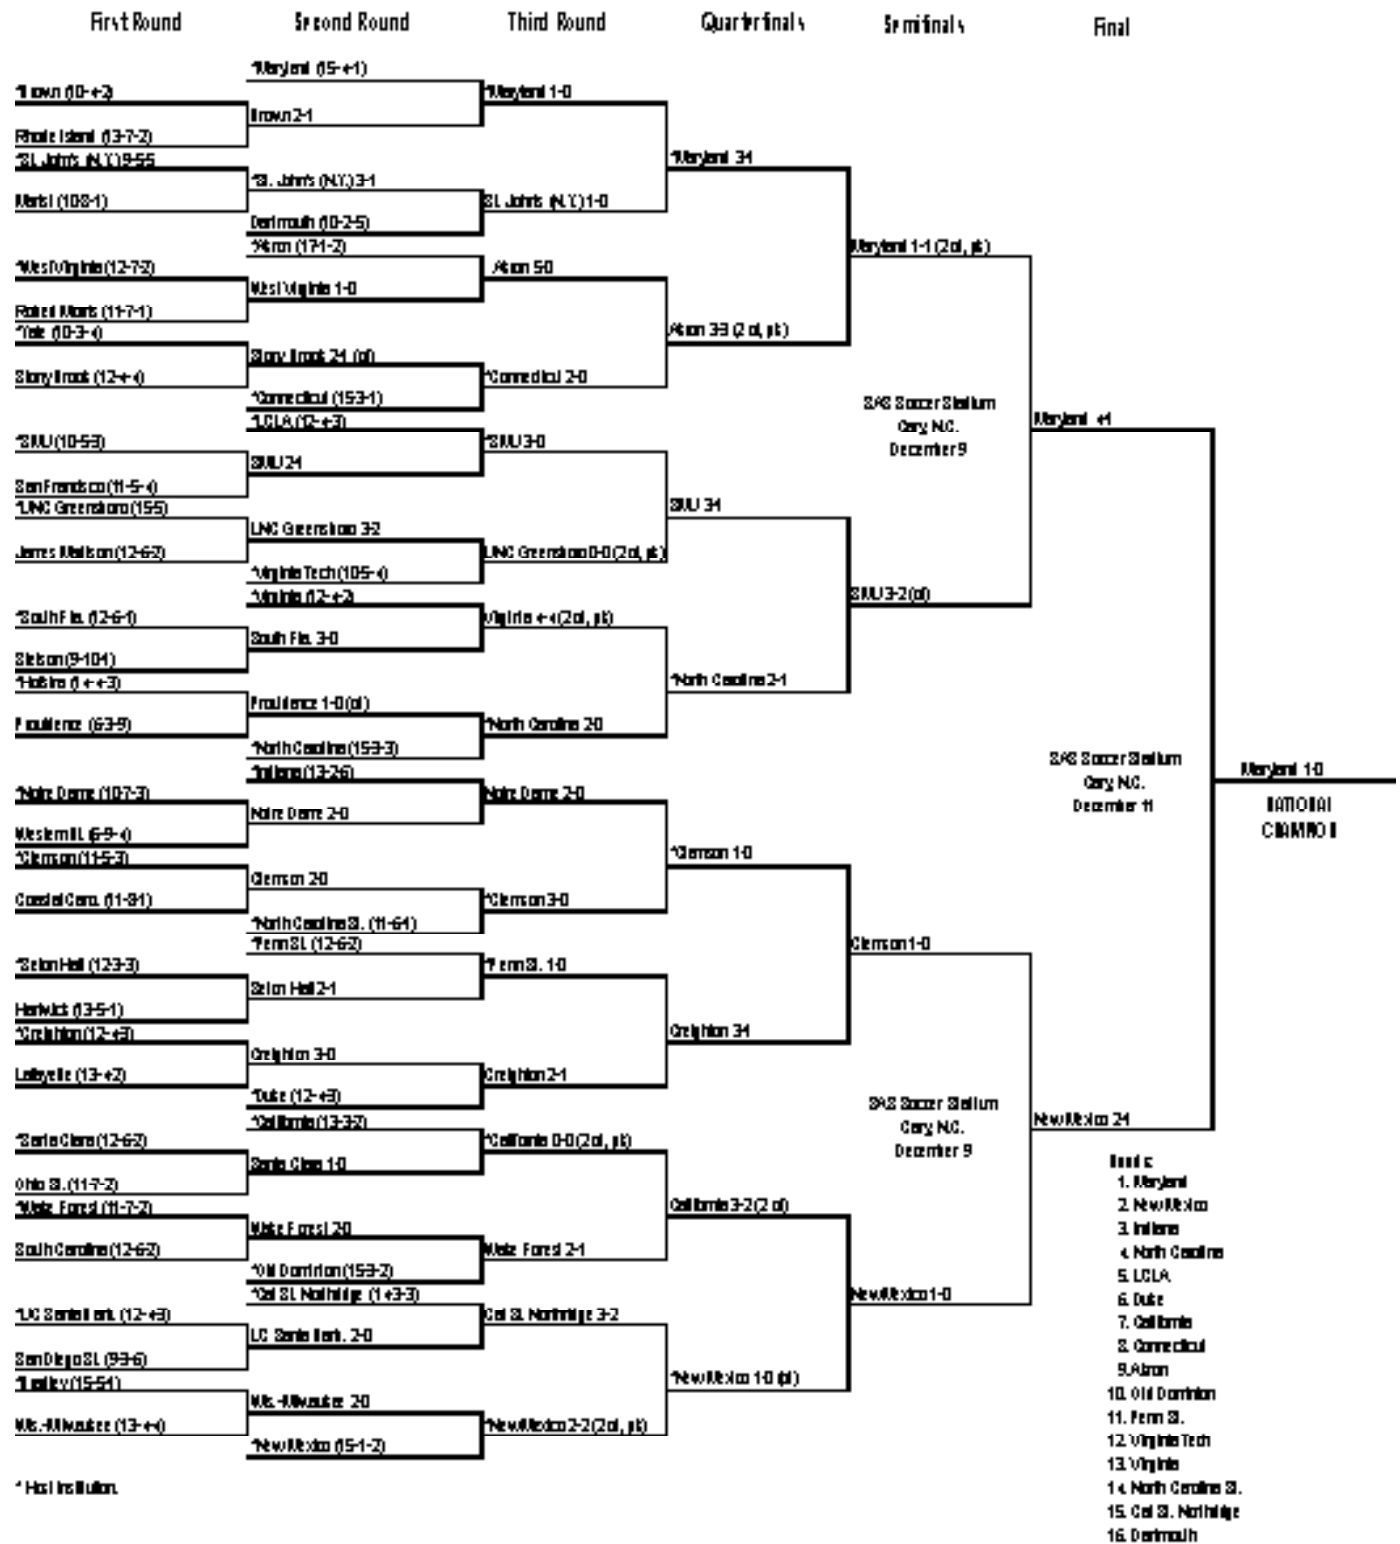 First Round
Second Round
Third Round
Quarterfinals
Semifinals
Final
*Brown (10-4-2)
Rhode Island (13-7-2)
*St. John's (N.Y.) 9-5-5
Marist (10-8-1)
*West Virginia (12-7-2)
Robert Morris (11-7-1)
*Yale (10-3-4)
Stony Brook (12-4-4)
*SMU (10-5-3)
San Francisco (11-5-4)
*UNC Greensboro (15-5)
James Madison (12-6-2)
*South Fla. (12-6-1)
Stetson (9-10-1)
*Hofstra (14-4-3)
Providence (6-3-9)
*Notre Dame (10-7-3)
Western Ill. (6-9-4)
*Clemson (11-5-3)
Coastal Caro. (11-8-1)
*Seton Hall (12-3-3)
Hartwick (13-5-1)
*Creighton (12-4-3)
Lafayette (13-4-2)
*Santa Clara (12-6-2)
Ohio St. (11-7-2)
*Wake Forest (11-7-2)
South Carolina (12-6-2)
*UC Santa Barb. (12-4-3)
San Diego St. (9-3-6)
*Bradley (15-5-1)
Wis.-Milwaukee (13-4-4)
* Host institution.
*Maryland (15-4-1)
Brown 2-1
*St. John's (N.Y.) 3-1
Dartmouth (10-2-5)
*Akron (17-1-2)
West Virginia 1-0
Stony Brook 2-1 (ot)
*Connecticut (15-3-1)
*UCLA (12-4-3)
SMU 2-1
UNC Greensboro 3-2
*Virginia Tech (10-5-4)
*Virginia (12-4-2)
South Fla. 3-0
Providence 1-0 (ot)
*North Carolina (15-3-3)
*Indiana (13-2-6)
Notre Dame 2-0
Clemson 2-0
*North Carolina St. (11-6-1)
*Penn St. (12-6-2)
Seton Hall 2-1
Creighton 3-0
*Duke (12-4-3)
*California (13-3-2)
Santa Clara 1-0
Wake Forest 2-0
*Old Dominion (15-3-2)
*Cal St. Northridge (14-3-3)
UC Santa Barb. 2-0
Wis.-Milwaukee 2-0
*New Mexico (15-1-2)
*Maryland 1-0
St. John's (N.Y.) 1-0
Akron 5-0
*Connecticut 2-0
*SMU 3-0
UNC Greensboro 0-0 (2 ot, pk)
Virginia 4-4 (2 ot, pk)
*North Carolina 2-0
Notre Dame 2-0
*Clemson 3-0
*Penn St. 1-0
Creighton 2-1
*California 0-0 (2 ot, pk)
Wake Forest 2-1
Cal St. Northridge 3-2
*New Mexico 2-2 (2 ot, pk)
*Maryland 3-1
Akron 3-3 (2 ot, pk)
SMU 3-1
*North Carolina 2-1
*Clemson 1-0
Creighton 3-1
California 3-2 (2 ot)
*New Mexico 1-0 (ot)
Maryland 1-1 (2 ot, pk)
SAS Soccer Stadium
Cary, N.C.
December 9
SMU 3-2 (ot)
Clemson 1-0
SAS Soccer Stadium
Cary, N.C.
December 9
New Mexico 1-0
Maryland 4-1
SAS Soccer Stadium
Cary, N.C.
December 11
New Mexico 2-1
Maryland 1-0
NATIONAL
CHAMPION
Seeds:
1. Maryland
2. New Mexico
3. Indiana
4. North Carolina
5. UCLA
6. Duke
7. California
8. Connecticut
9. Akron
10. Old Dominion
11. Penn St.
12. Virginia Tech
13. Virginia
14. North Carolina St.
15. Cal St. Northridge
16. Dartmouth